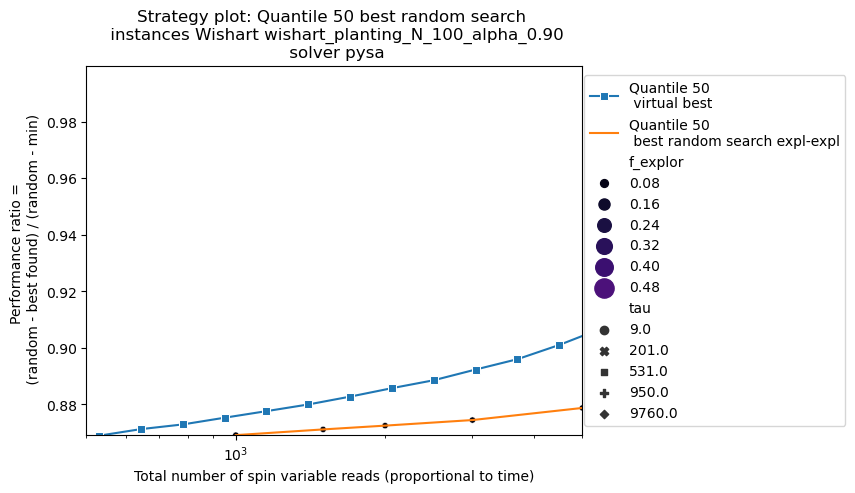 Strategy plot: Quantile 50 best random search
instances Wishart wishart_planting_N_100_alpha_0.90
solver pysa
Performance ratio =
(random - best found) / (random - min)
0.98
0.96
0.94
0.92
0.90
0.88
10³
Total number of spin variable reads (proportional to time)
Quantile 50
virtual best
Quantile 50
best random search expl-expl
f_explor
0.08
0.16
0.24
0.32
0.40
0.48
tau
9.0
201.0
531.0
950.0
9760.0